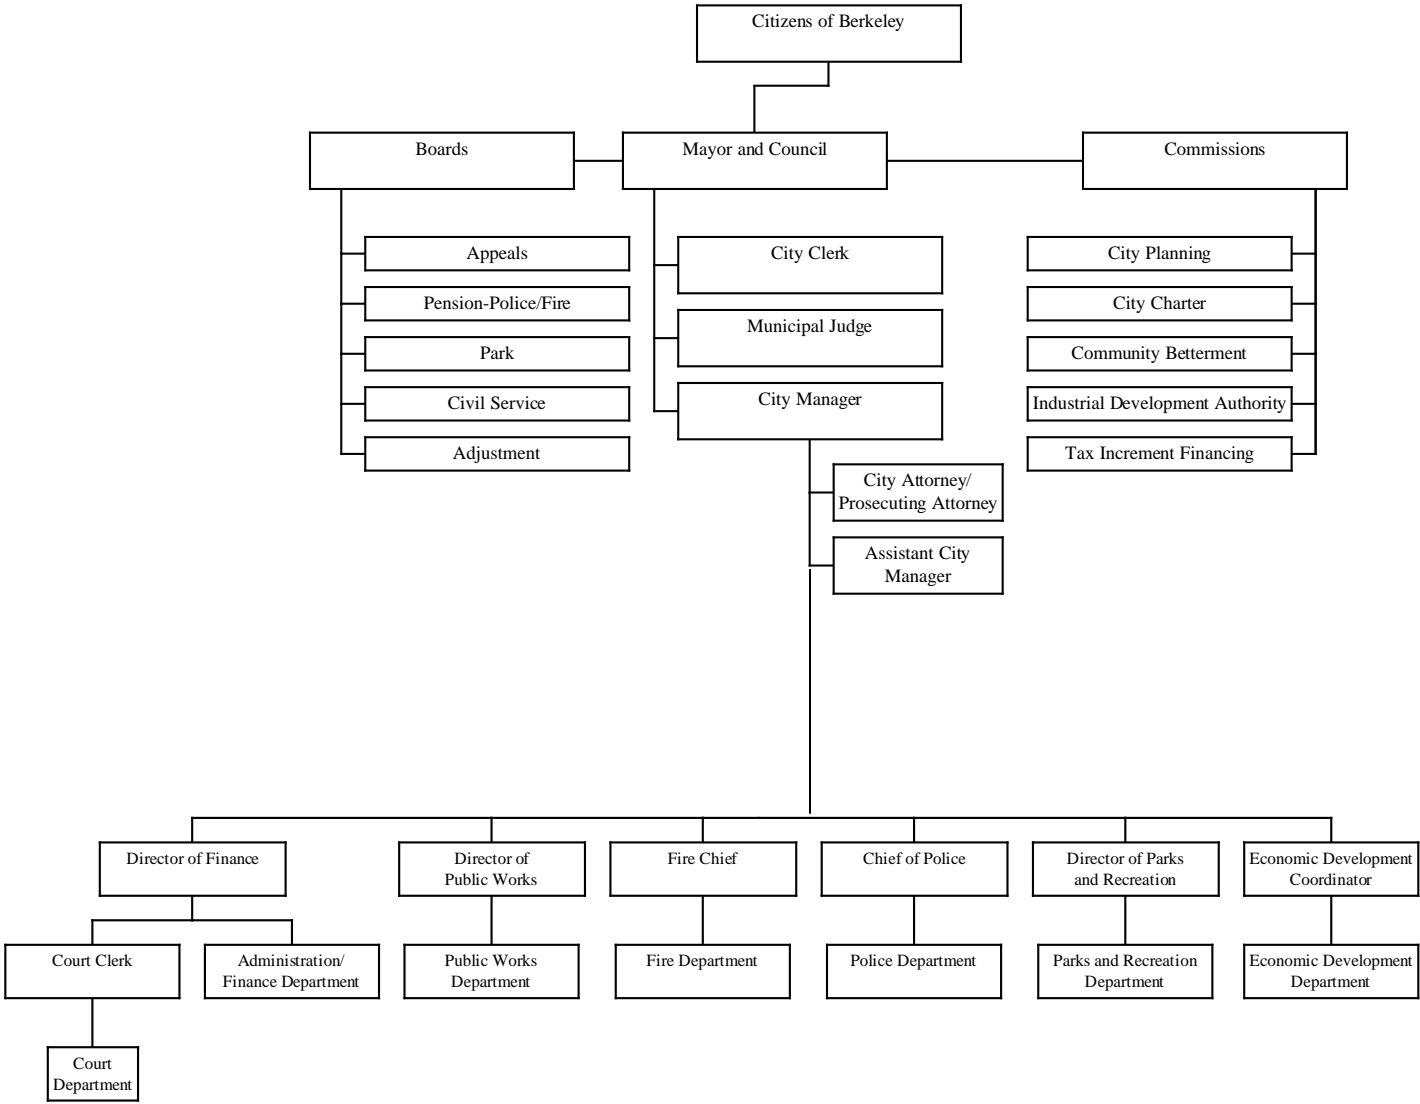 Citizens of Berkeley
Boards
Mayor and Council
Commissions
Appeals
Pension-Police/Fire
Park
Civil Service
Adjustment
City Clerk
Municipal Judge
City Manager
City Attorney/
Prosecuting Attorney
Assistant City
Manager
City Planning
City Charter
Community Betterment
Industrial Development Authority
Tax Increment Financing
Director of Finance
Director of
Public Works
Fire Chief
Chief of Police
Director of Parks
and Recreation
Economic Development
Coordinator
Court Clerk
Administration/
Finance Department
Public Works
Department
Fire Department
Police Department
Parks and Recreation
Department
Economic Development
Department
Court
Department